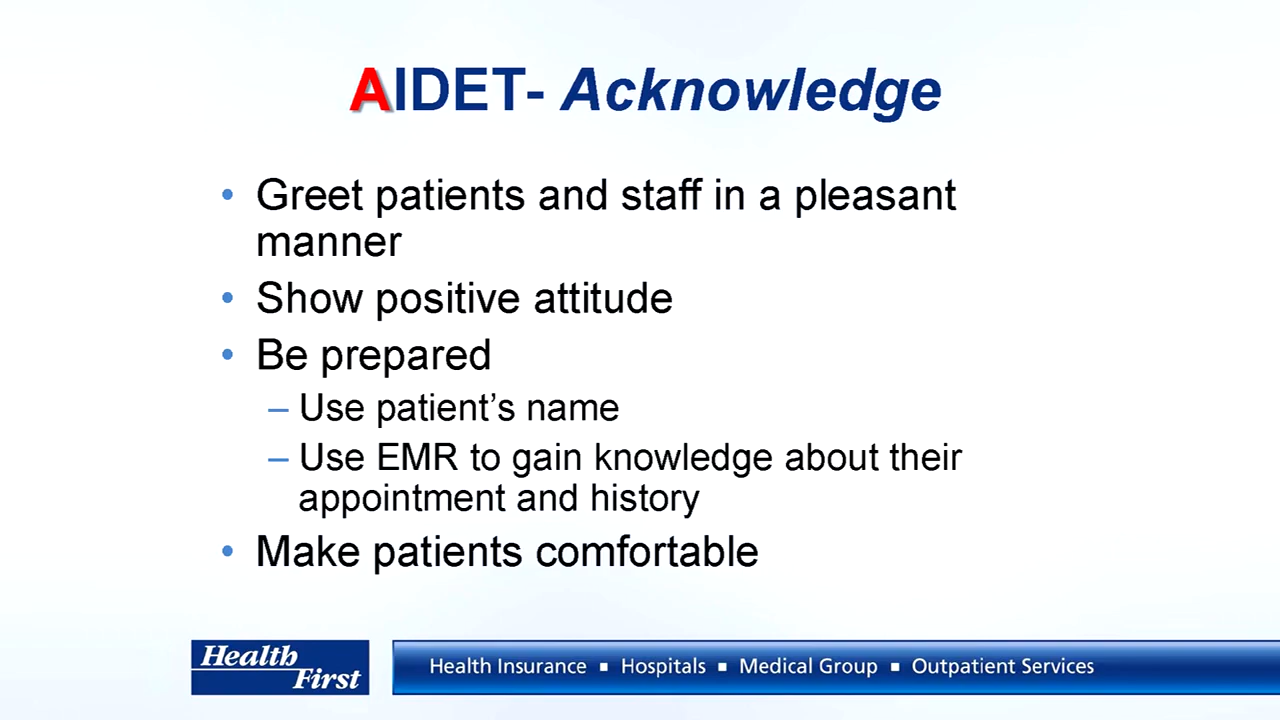 AIDET- Acknowledge
• Greet patients and staff in a pleasant
manner
• Show positive attitude
• Be prepared
– Use patient’s name
– Use EMR to gain knowledge about their
appointment and history
• Make patients comfortable
Health
First
Health Insurance ▪ Hospitals ▪ Medical Group ▪ Outpatient Services